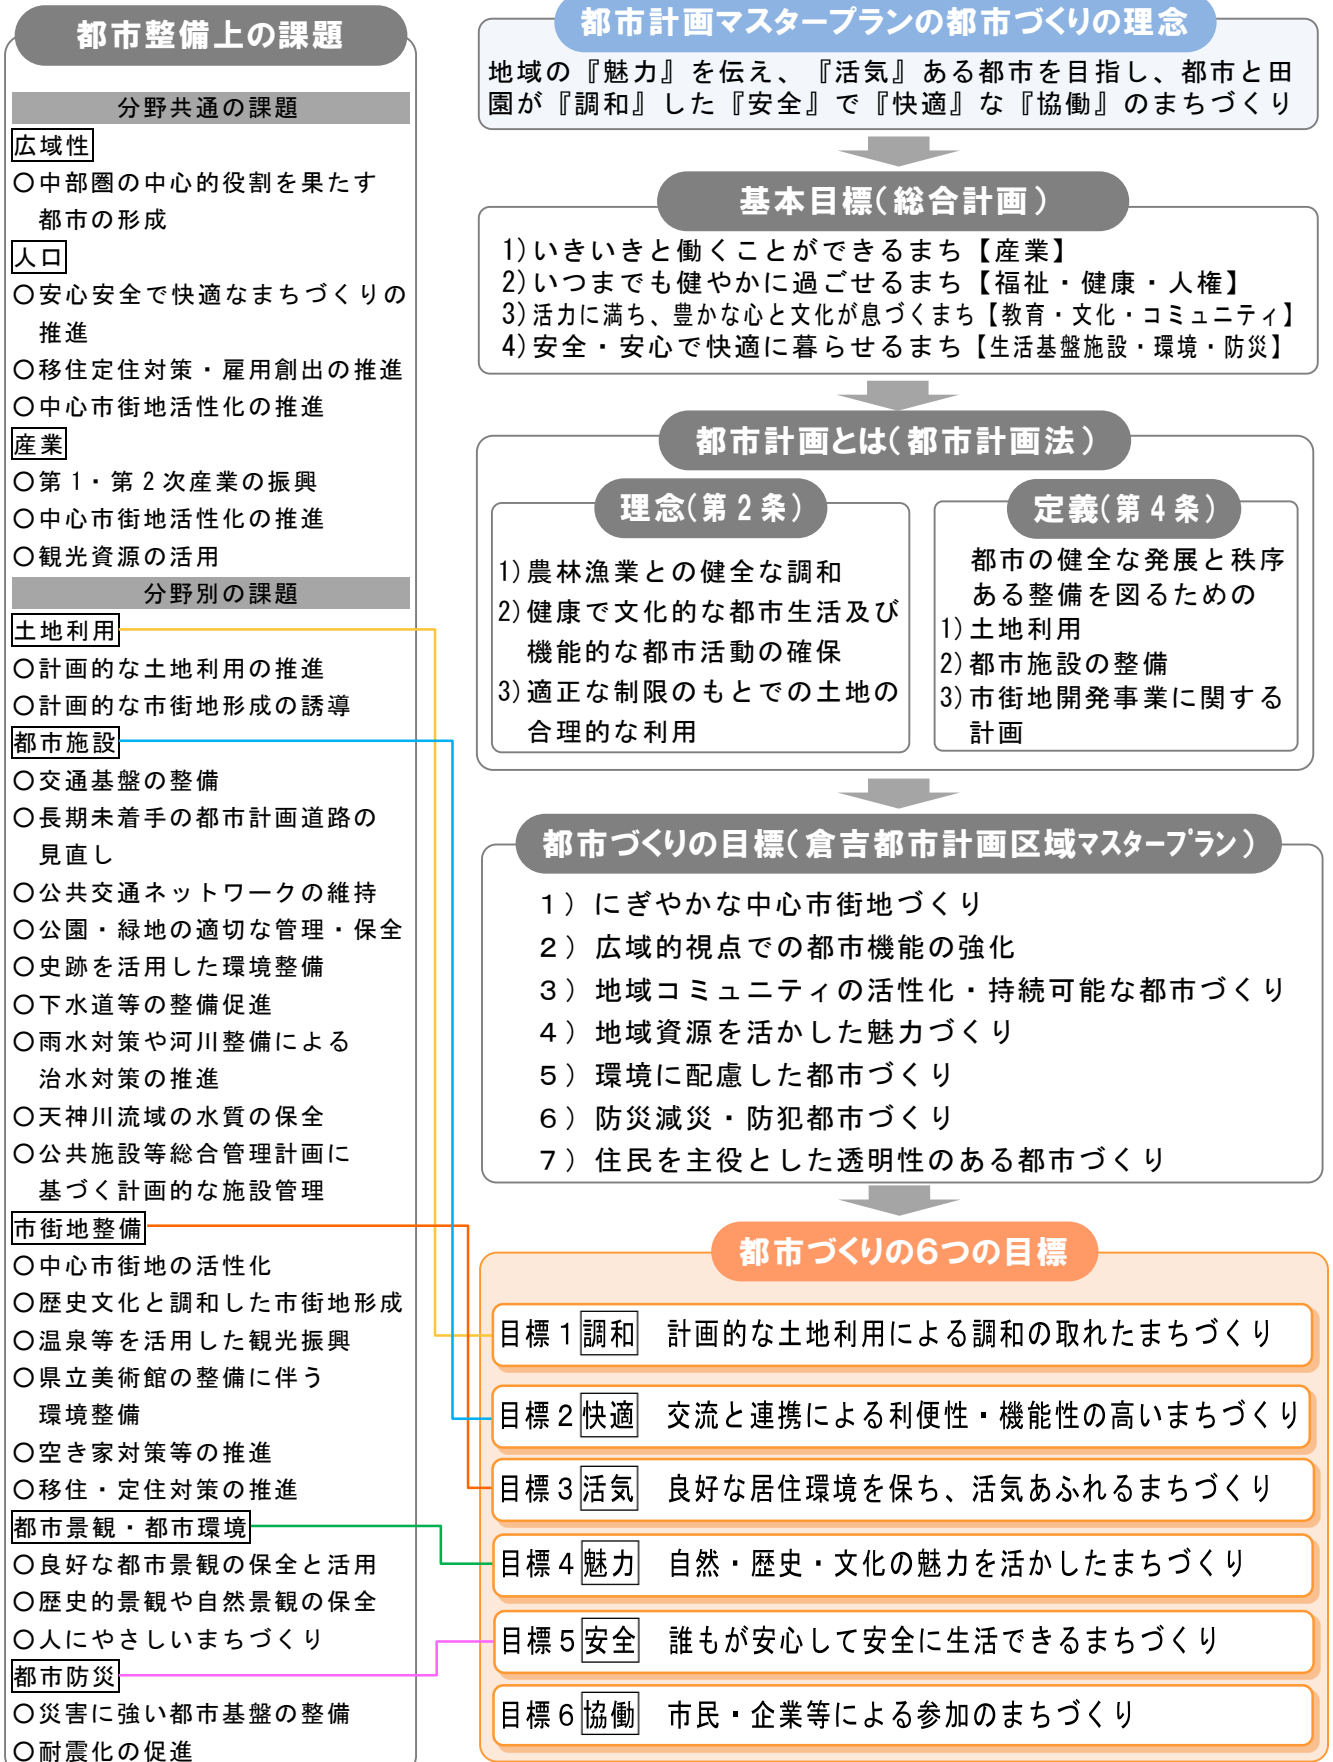 都市整備上の課題
分野共通の課題
広域性
○中部圏の中心的役割を果たす
都市の形成
人口
○安心安全で快適なまちづくりの
推進
○移住定住対策・雇用創出の推進
○中心市街地活性化の推進
産業
○第1・第2次産業の振興
○中心市街地活性化の推進
○観光資源の活用
分野別の課題
土地利用
○計画的な土地利用の推進
○計画的な市街地形成の誘導
都市施設
○交通基盤の整備
○長期未着手の都市計画道路の
見直し
○公共交通ネットワークの維持
○公園・緑地の適切な管理・保全
○史跡を活用した環境整備
○下水道等の整備促進
○雨水対策や河川整備による
治水対策の推進
○天神川流域の水質の保全
○公共施設等総合管理計画に
基づく計画的な施設管理
市街地整備
○中心市街地の活性化
○歴史文化と調和した市街地形成
○温泉等を活用した観光振興
○県立美術館の整備に伴う
環境整備
○空き家対策等の推進
○移住・定住対策の推進
都市景観・都市環境
○良好な都市景観の保全と活用
○歴史的景観や自然景観の保全
○人にやさしいまちづくり
都市防災
○災害に強い都市基盤の整備
○耐震化の促進
都市計画マスタープランの都市づくりの理念
地域の『魅力』を伝え、『活気』ある都市を目指し、都市と田
園が『調和』した『安全』で『快適』な『協働』のまちづくり
基本目標(総合計画)
1)いきいきと働くことができるまち【産業】
2)いつまでも健やかに過ごせるまち【福祉・健康・人権】
3)活力に満ち、豊かな心と文化が息づくまち【教育・文化・コミュニティ】
4)安全・安心で快適に暮らせるまち【生活基盤施設・環境・防災】
都市計画とは(都市計画法)
理念(第2条)
1)農林漁業との健全な調和
2)健康で文化的な都市生活及び
機能的な都市活動の確保
3)適正な制限のもとでの土地の
合理的な利用
定義(第4条)
都市の健全な発展と秩序
ある整備を図るための
1)土地利用
2)都市施設の整備
3)市街地開発事業に関する
計画
都市づくりの目標(倉吉都市計画区域マスタープラン)
1)にぎやかな中心市街地づくり
2)広域的視点での都市機能の強化
3)地域コミュニティの活性化・持続可能な都市づくり
4)地域資源を活かした魅力づくり
5)環境に配慮した都市づくり
6)防災減災・防犯都市づくり
7)住民を主役とした透明性のある都市づくり
都市づくりの6つの目標
目標1調和 計画的な土地利用による調和の取れたまちづくり
目標2快適 交流と連携による利便性・機能性の高いまちづくり
目標3活気 良好な居住環境を保ち、活気あふれるまちづくり
目標4魅力 自然・歴史・文化の魅力を活かしたまちづくり
目標5安全 誰もが安心して安全に生活できるまちづくり
目標6協働 市民・企業等による参加のまちづくり